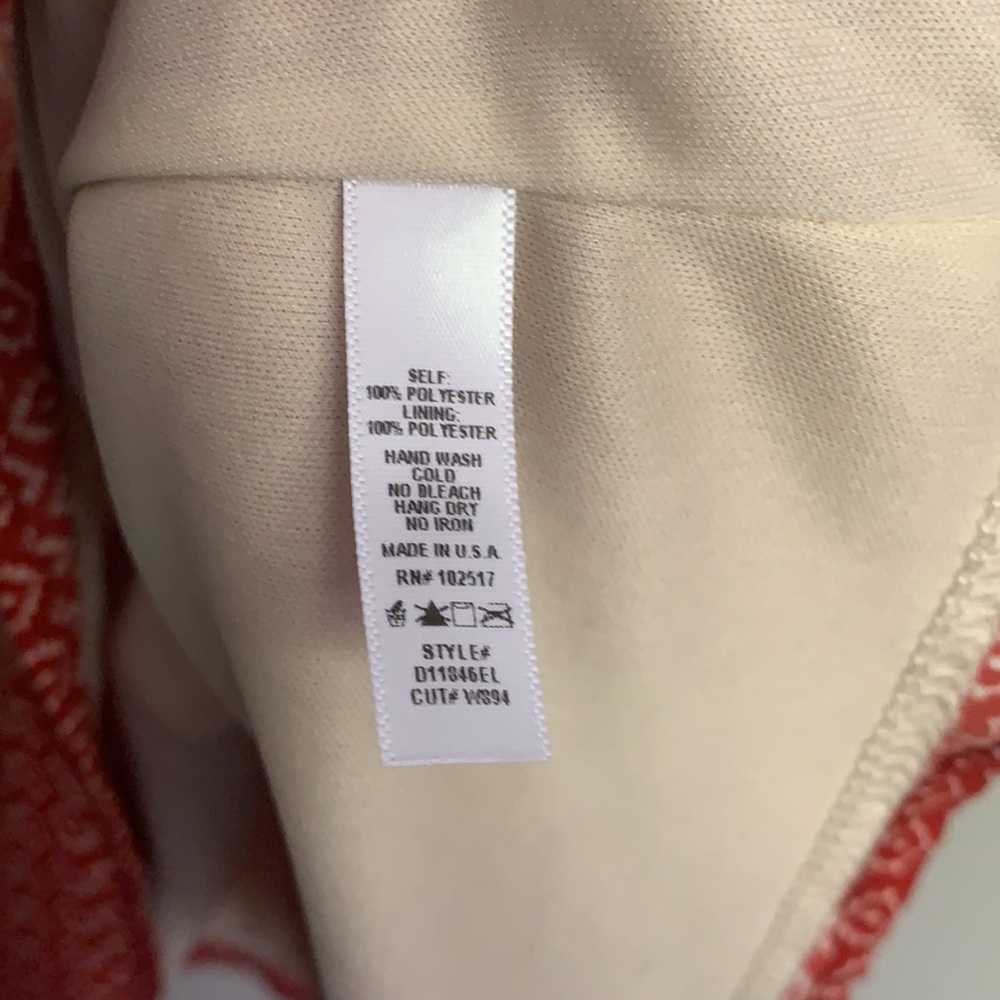 SELF:
100% POLYESTER
LINING:
100% POLYESTER
HAND WASH
COLD
NO BLEACH
HANG DRY
NO IRON
MADE IN U.S.A.
RN# 102517
STYLE#
D11846EL
CUT# W894